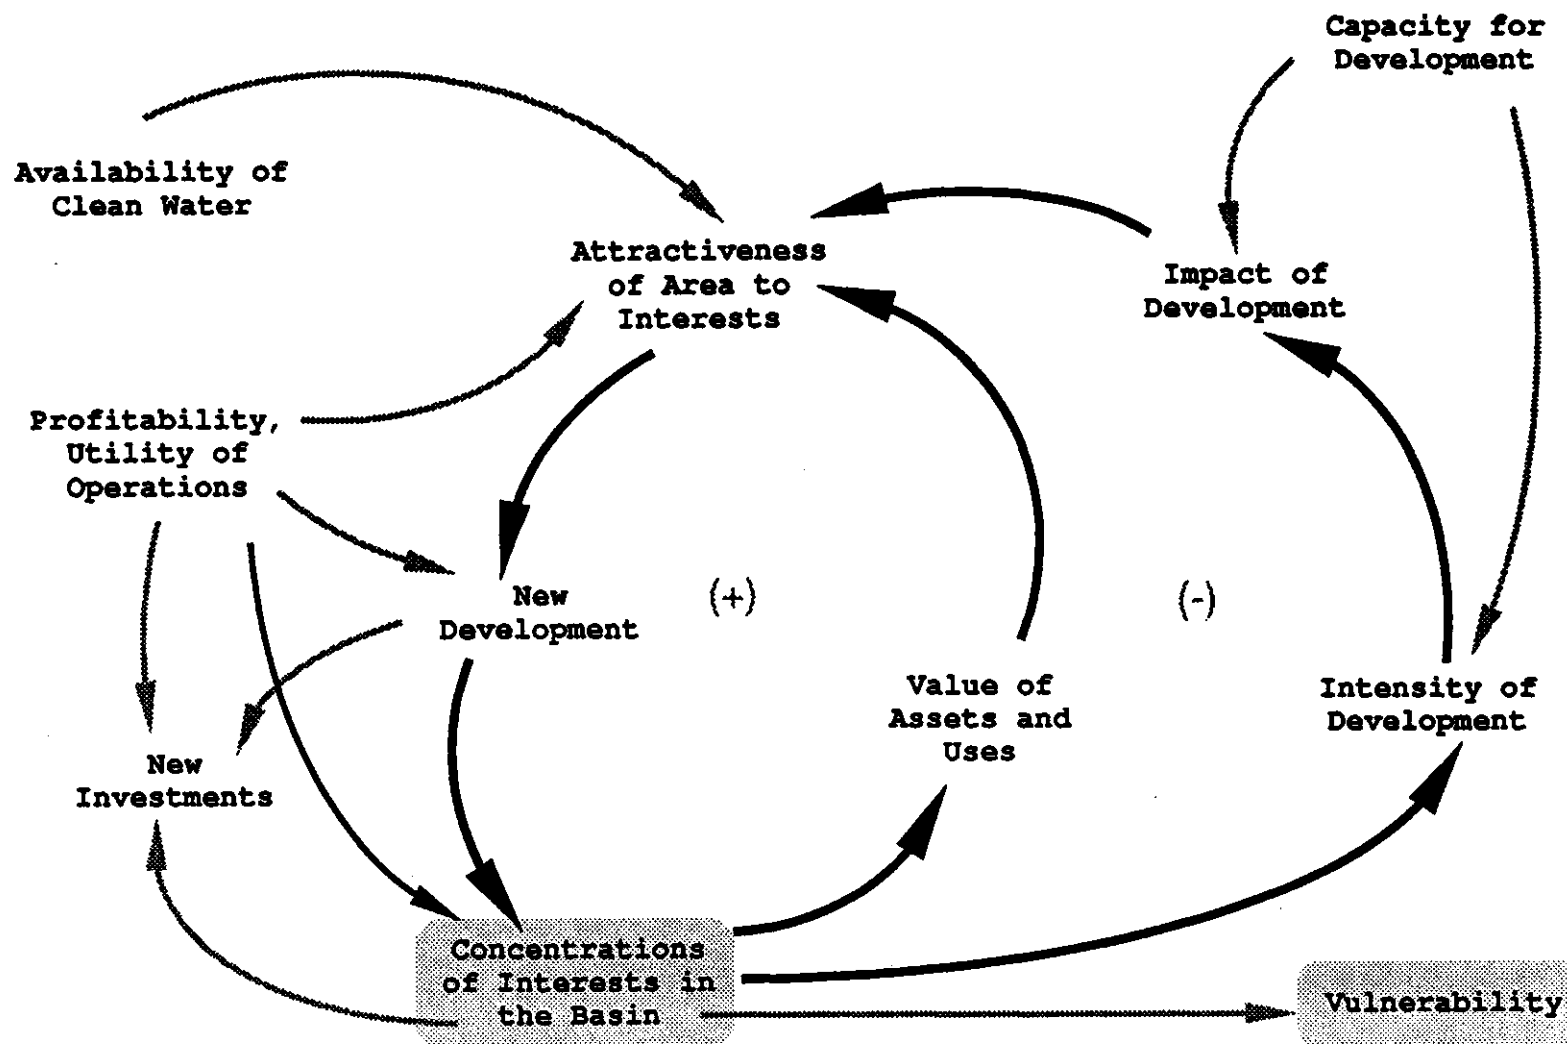 Capacity for
Development
Availability of
Clean Water
Attractiveness
of Area to
Interests
Impact of
Development
Profitability,
Utility of
Operations
New
Development
(+)
(-)
Value of
Assets and
Uses
Intensity of
Development
New
Investments
Concentrations
of Interests in
the Basin
Vulnerability